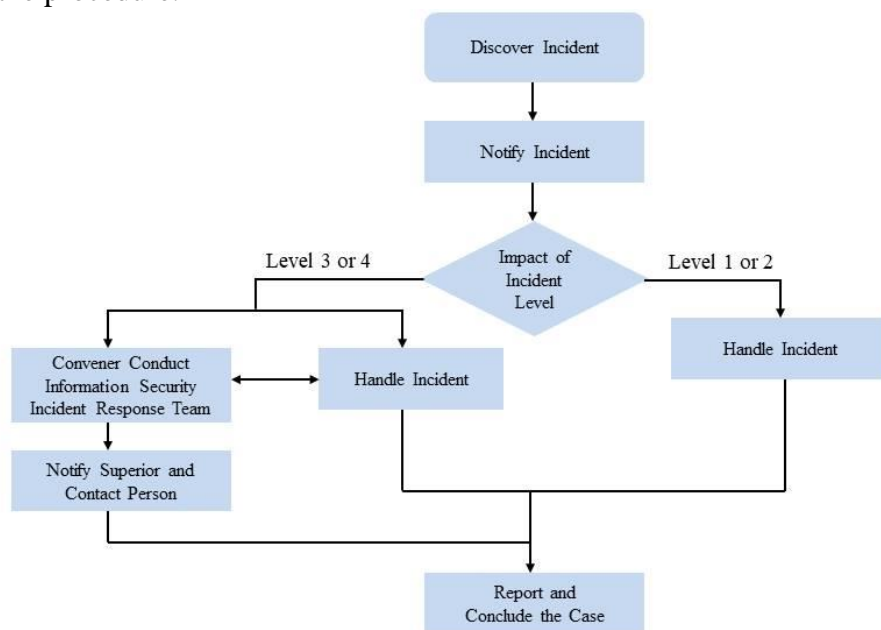 Discover Incident
Notify Incident
Impact of
Incident
Level
Level 3 or 4
Level 1 or 2
Convener Conduct
Information Security
Incident Response Team
Handle Incident
Handle Incident
Notify Superior and
Contact Person
Report and
Conclude the Case